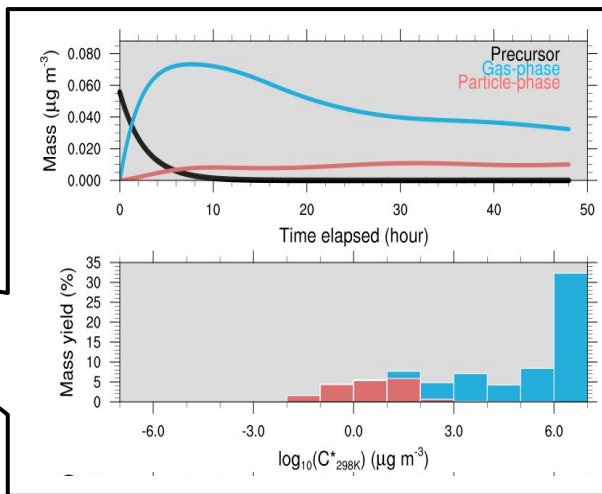 Mass (µg m⁻³)
0.080
0.060
0.040
0.020
0.000
Precursor
Gas-phase
Particle-phase
0 10 20 30 40 50
Time elapsed (hour)
Mass yield (%)
35
30
25
20
15
10
5
0
-6.0 -3.0 0.0 3.0 6.0
log₁₀(C*₂₉₈ₖ) (µg m⁻³)